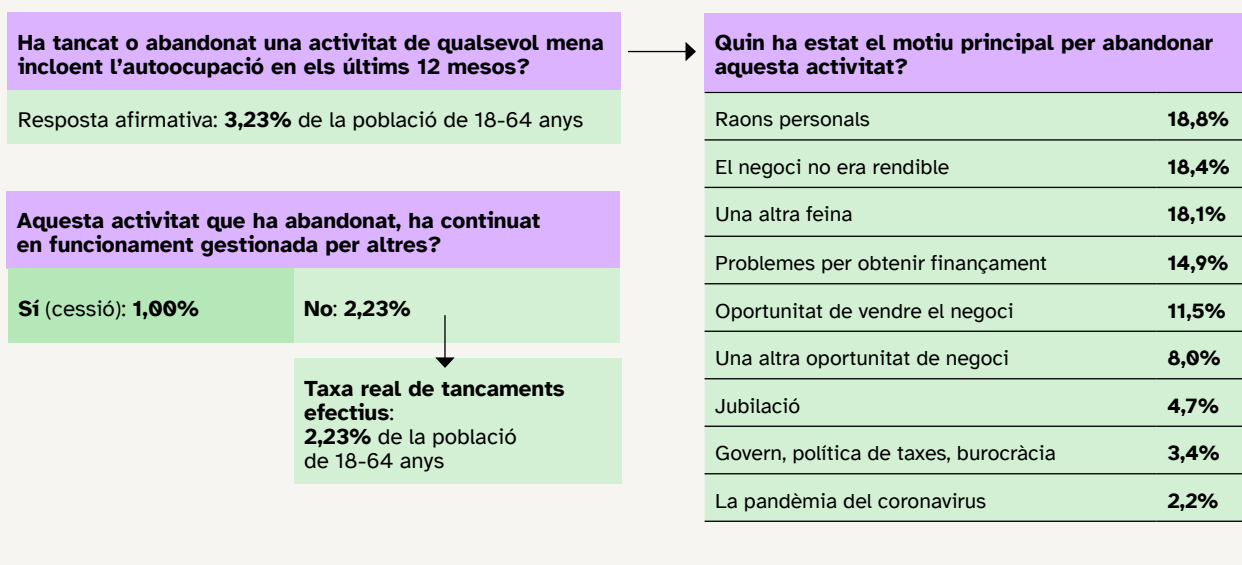 Ha tancat o abandonat una activitat de qualsevol mena
incloent l'autoocupació en els últims 12 mesos?
Resposta afirmativa: 3,23% de la població de 18-64 anys
Aquesta activitat que ha abandonat, ha continuat
en funcionament gestionada per altres?
Sí (cessió): 1,00%
No: 2,23%
Taxa real de tancaments
efectius:
2,23% de la població
de 18-64 anys
Quin ha estat el motiu principal per abandonar
aquesta activitat?
Raons personals 18,8%
El negoci no era rendible 18,4%
Una altra feina 18,1%
Problemes per obtenir finançament 14,9%
Oportunitat de vendre el negoci 11,5%
Una altra oportunitat de negoci 8,0%
Jubilació 4,7%
Govern, política de taxes, burocràcia 3,4%
La pandèmia del coronavirus 2,2%